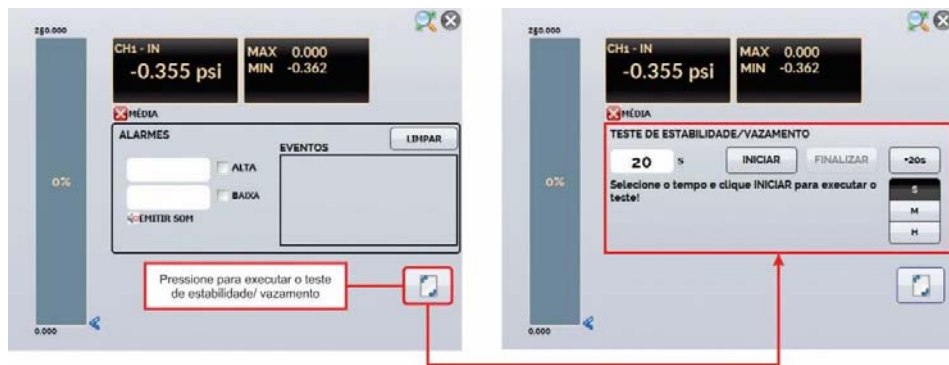 250.000
CH1 - IN
-0.355 psi
MAX 0.000
MIN -0.362
MÉDIA
ALARMES
LIMPAR
EVENTOS
ALTA
0%
BAIXA
EMITIR SOM
Pressione para executar o teste
de estabilidade/ vazamento
0.000
250.000
CH1 - IN
-0.355 psi
MAX 0.000
MIN -0.362
MÉDIA
TESTE DE ESTABILIDADE/VAZAMENTO
20 s INICIAR FINALIZAR +20s
0%
Selecione o tempo e clique INICIAR para executar o
teste!
S
M
H
0.000